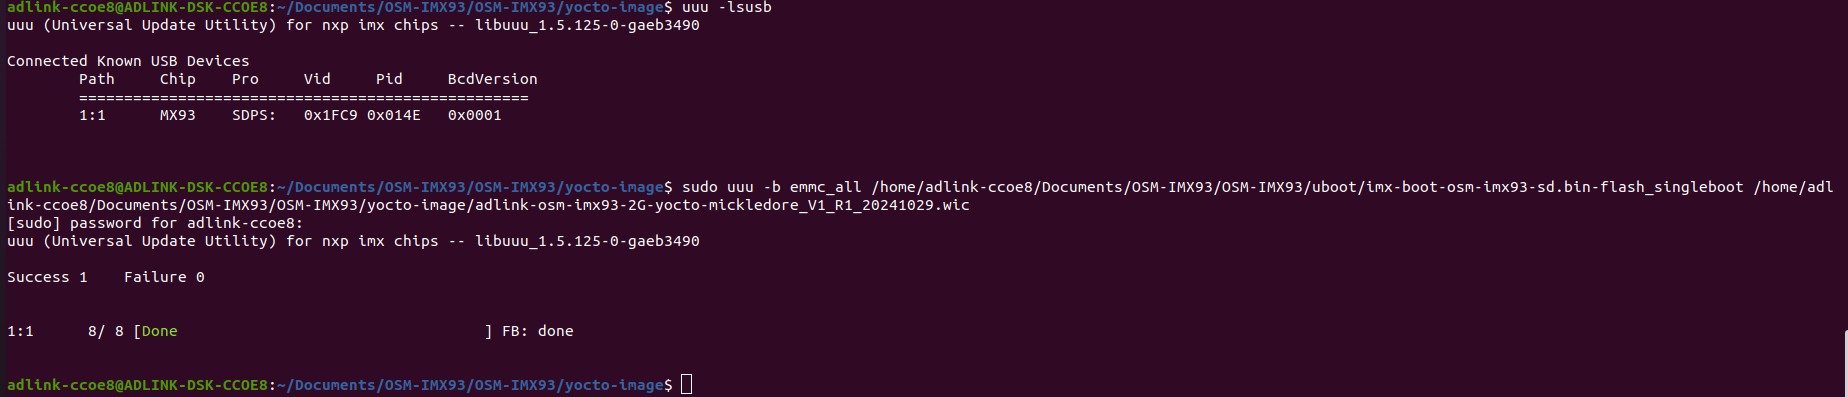 adlink-ccoe8@ADLINK-DSK-CCOE8:~/Documents/OSM-IMX93/OSM-IMX93/yocto-image$ uuu -lsusb
uuu (Universal Update Utility) for nxp imx chips -- libuuu_1.5.125-0-gaeb3490
Connected Known USB Devices
Path Chip Pro Vid Pid BcdVersion
==================================================
1:1 MX93 SDPS: 0x1FC9 0x014E 0x0001
adlink-ccoe8@ADLINK-DSK-CCOE8:~/Documents/OSM-IMX93/OSM-IMX93/yocto-image$ sudo uuu -b emmc_all /home/adlink-ccoe8/Documents/OSM-IMX93/OSM-IMX93/uboot/imx-boot-osm-imx93-sd.bin-flash_singleboot /home/adl
ink-ccoe8/Documents/OSM-IMX93/OSM-IMX93/yocto-image/adlink-osm-imx93-2G-yocto-mickledore_V1_R1_20241029.wic
[sudo] password for adlink-ccoe8:
uuu (Universal Update Utility) for nxp imx chips -- libuuu_1.5.125-0-gaeb3490
Success 1 Failure 0
1:1 8/ 8 [Done ] FB: done
adlink-ccoe8@ADLINK-DSK-CCOE8:~/Documents/OSM-IMX93/OSM-IMX93/yocto-image$